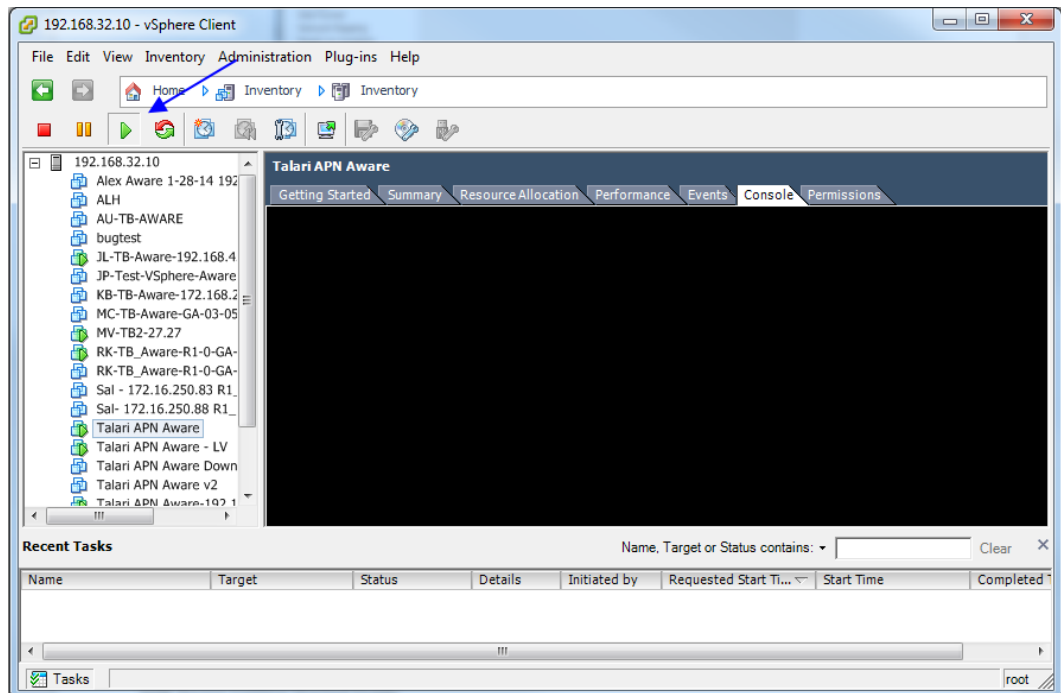 192.168.32.10 - vSphere Client
File Edit View Inventory Administration Plug-ins Help
Home Inventory Inventory
192.168.32.10
Alex Aware 1-28-14 192
ALH
AU-TB-AWARE
bugtest
JL-TB-Aware-192.168.4
JP-Test-VSphere-Aware
KB-TB-Aware-172.168.2
MC-TB-Aware-GA-03-05
MV-TB2-27.27
RK-TB_Aware-R1-0-GA-
RK-TB_Aware-R1-0-GA-
Sal - 172.16.250.83 R1_
Sal- 172.16.250.88 R1_
Talari APN Aware
Talari APN Aware - LV
Talari APN Aware Down
Talari APN Aware v2
Talari APN Aware-192.1
Talari APN Aware
Getting Started Summary Resource Allocation Performance Events Console Permissions
Recent Tasks
Name, Target or Status contains:
Clear
Name Target Status Details Initiated by Requested Start Ti... Start Time Completed T
Tasks
root